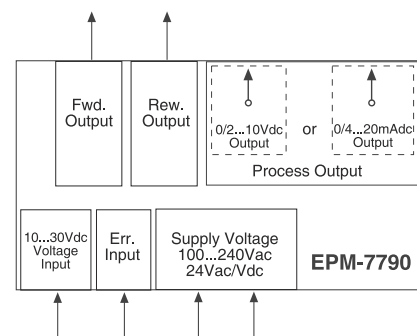 Fwd.
Output
Rew.
Output
0/2...10Vdc
Output
or
0/4...20mAdc
Output
Process Output
10...30Vdc
Voltage
Input
Err.
Input
Supply Voltage
100...240Vac
24Vac/Vdc
EPM-7790